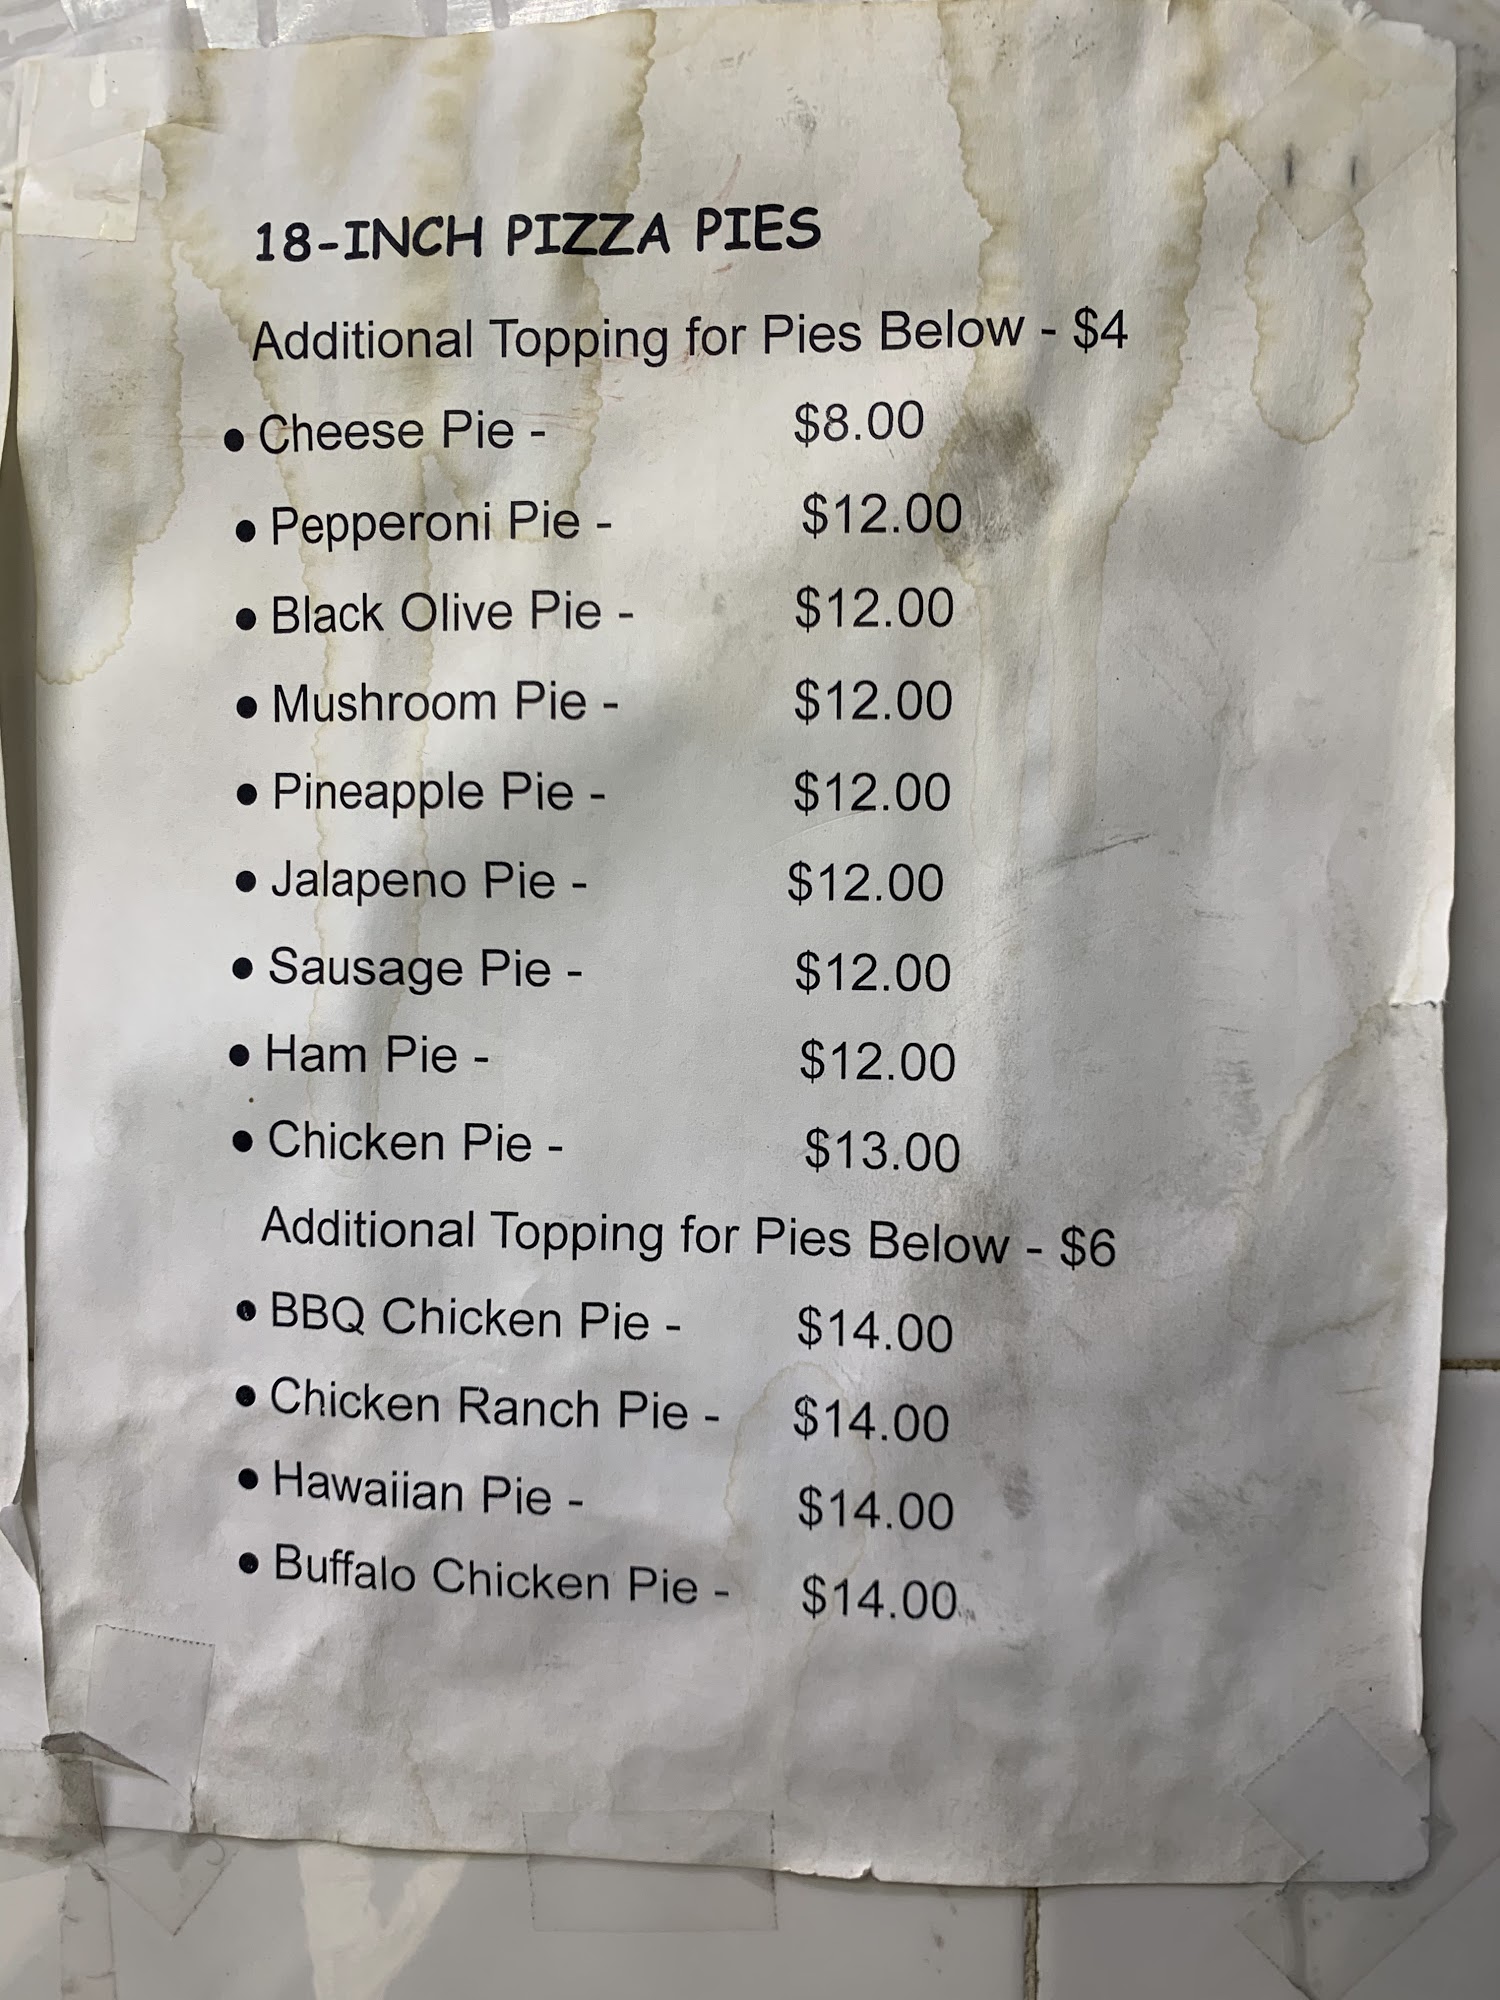 18-INCH PIZZA PIES
Additional Topping for Pies Below - $4
● Cheese Pie - $8.00
● Pepperoni Pie - $12.00
● Black Olive Pie - $12.00
● Mushroom Pie - $12.00
● Pineapple Pie - $12.00
● Jalapeno Pie - $12.00
● Sausage Pie - $12.00
● Ham Pie - $12.00
● Chicken Pie - $13.00
Additional Topping for Pies Below - $6
● BBQ Chicken Pie - $14.00
● Chicken Ranch Pie - $14.00
● Hawaiian Pie - $14.00
● Buffalo Chicken Pie - $14.00